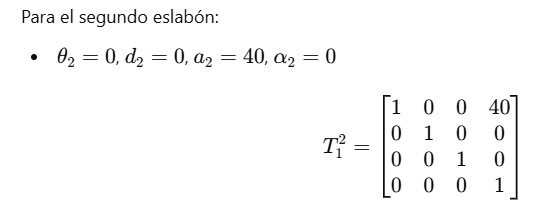 Para el segundo eslabón:
• θ₂ = 0, d₂ = 0, a₂ = 40, α₂ = 0
T₁² = [1 0 0 40
0 1 0 0
0 0 1 0
0 0 0 1]